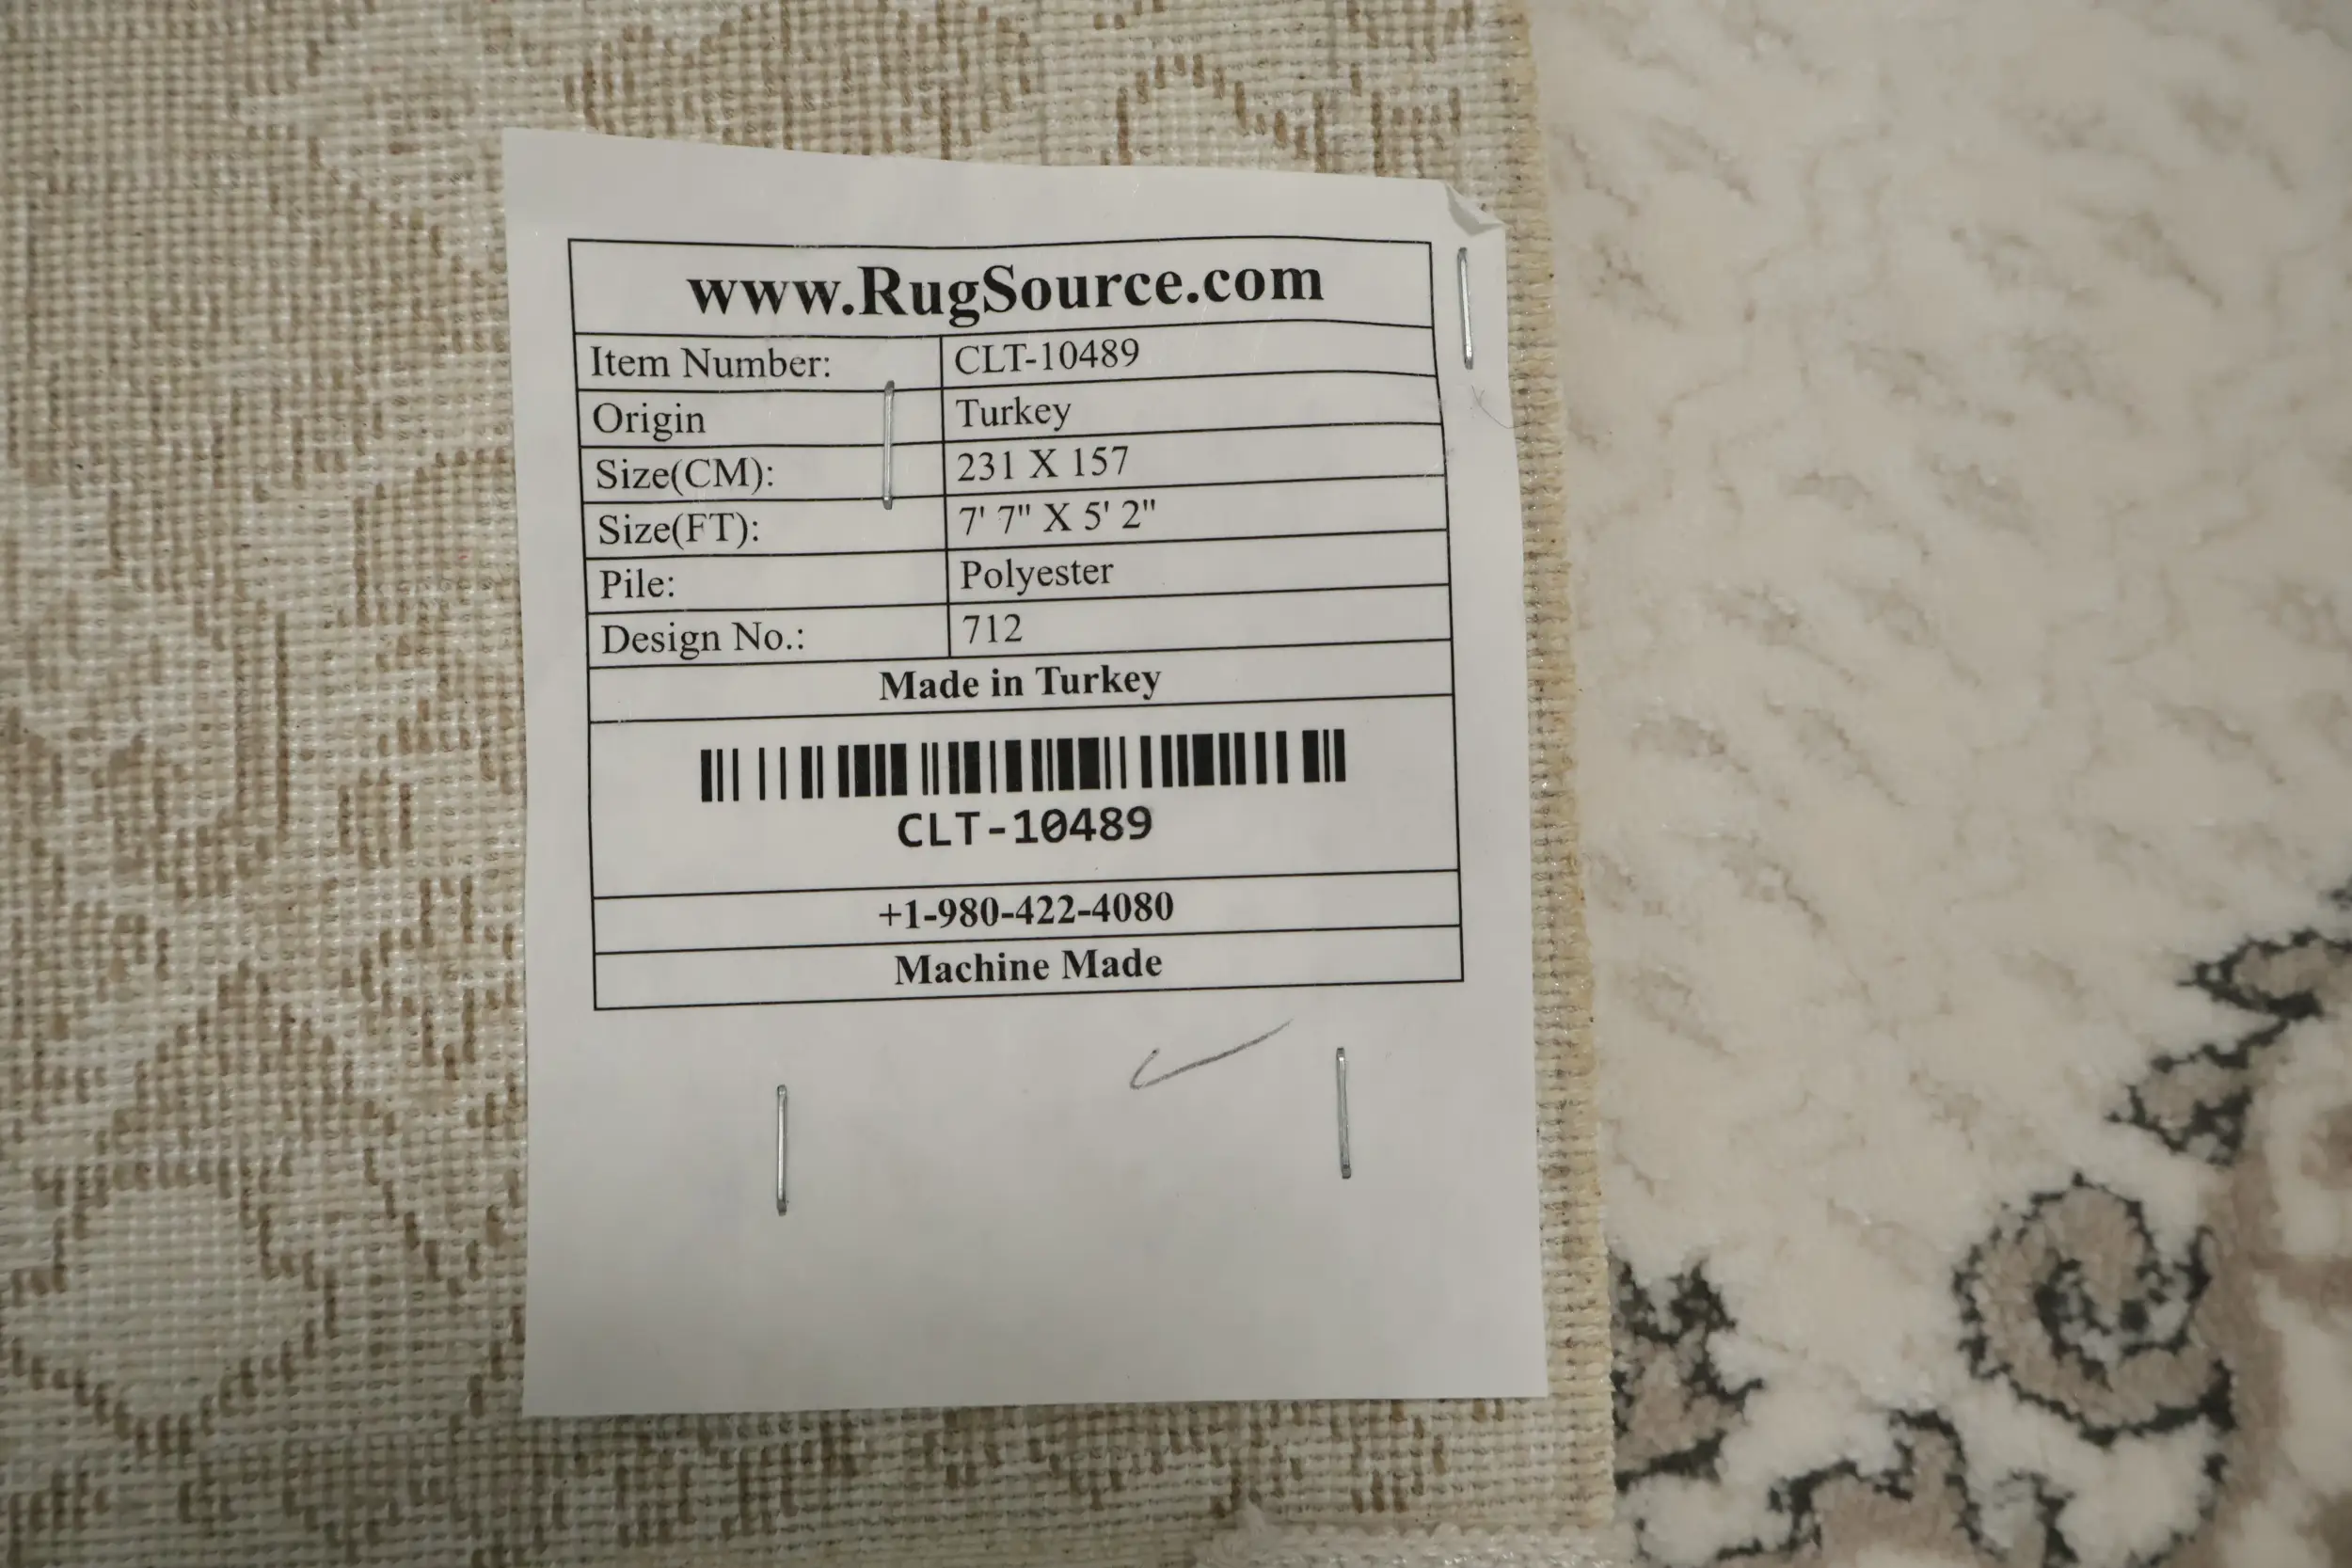 www.RugSource.com
Item Number: CLT-10489
Origin Turkey
Size(CM): 231 X 157
Size(FT): 7' 7" X 5' 2"
Pile: Polyester
Design No.: 712
Made in Turkey
CLT-10489
+1-980-422-4080
Machine Made